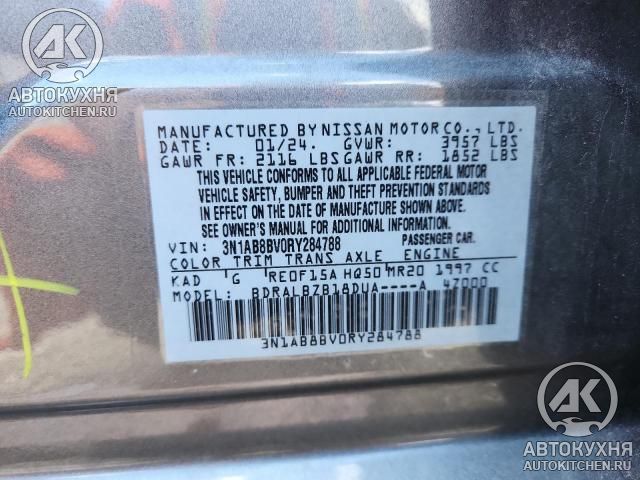 АК
АВТОКУХНЯ
AUTOKITCHEN.RU
MANUFACTURED BY NISSAN MOTOR CO., LTD.
DATE: 01/24. GVWR: 3957 LBS
GAWR FR: 2116 LBS GAWR RR: 1852 LBS
THIS VEHICLE CONFORMS TO ALL APPLICABLE FEDERAL MOTOR
VEHICLE SAFETY, BUMPER AND THEFT PREVENTION STANDARDS
IN EFFECT ON THE DATE OF MANUFACTURE SHOWN ABOVE.
SEE OWNER'S MANUAL FOR ADDITIONAL INFORMATION
VIN: 3N1AB8BV0RY284788 PASSENGER CAR.
COLOR TRIM TRANS AXLE ENGINE
KAD G RE0F15A HQ50 MR20 1997 CC
MODEL: BDRALBZB18DUA----A 4Z000
3N1AB8BV0RY284788
АК
АВТОКУХНЯ
AUTOKITCHEN.RU